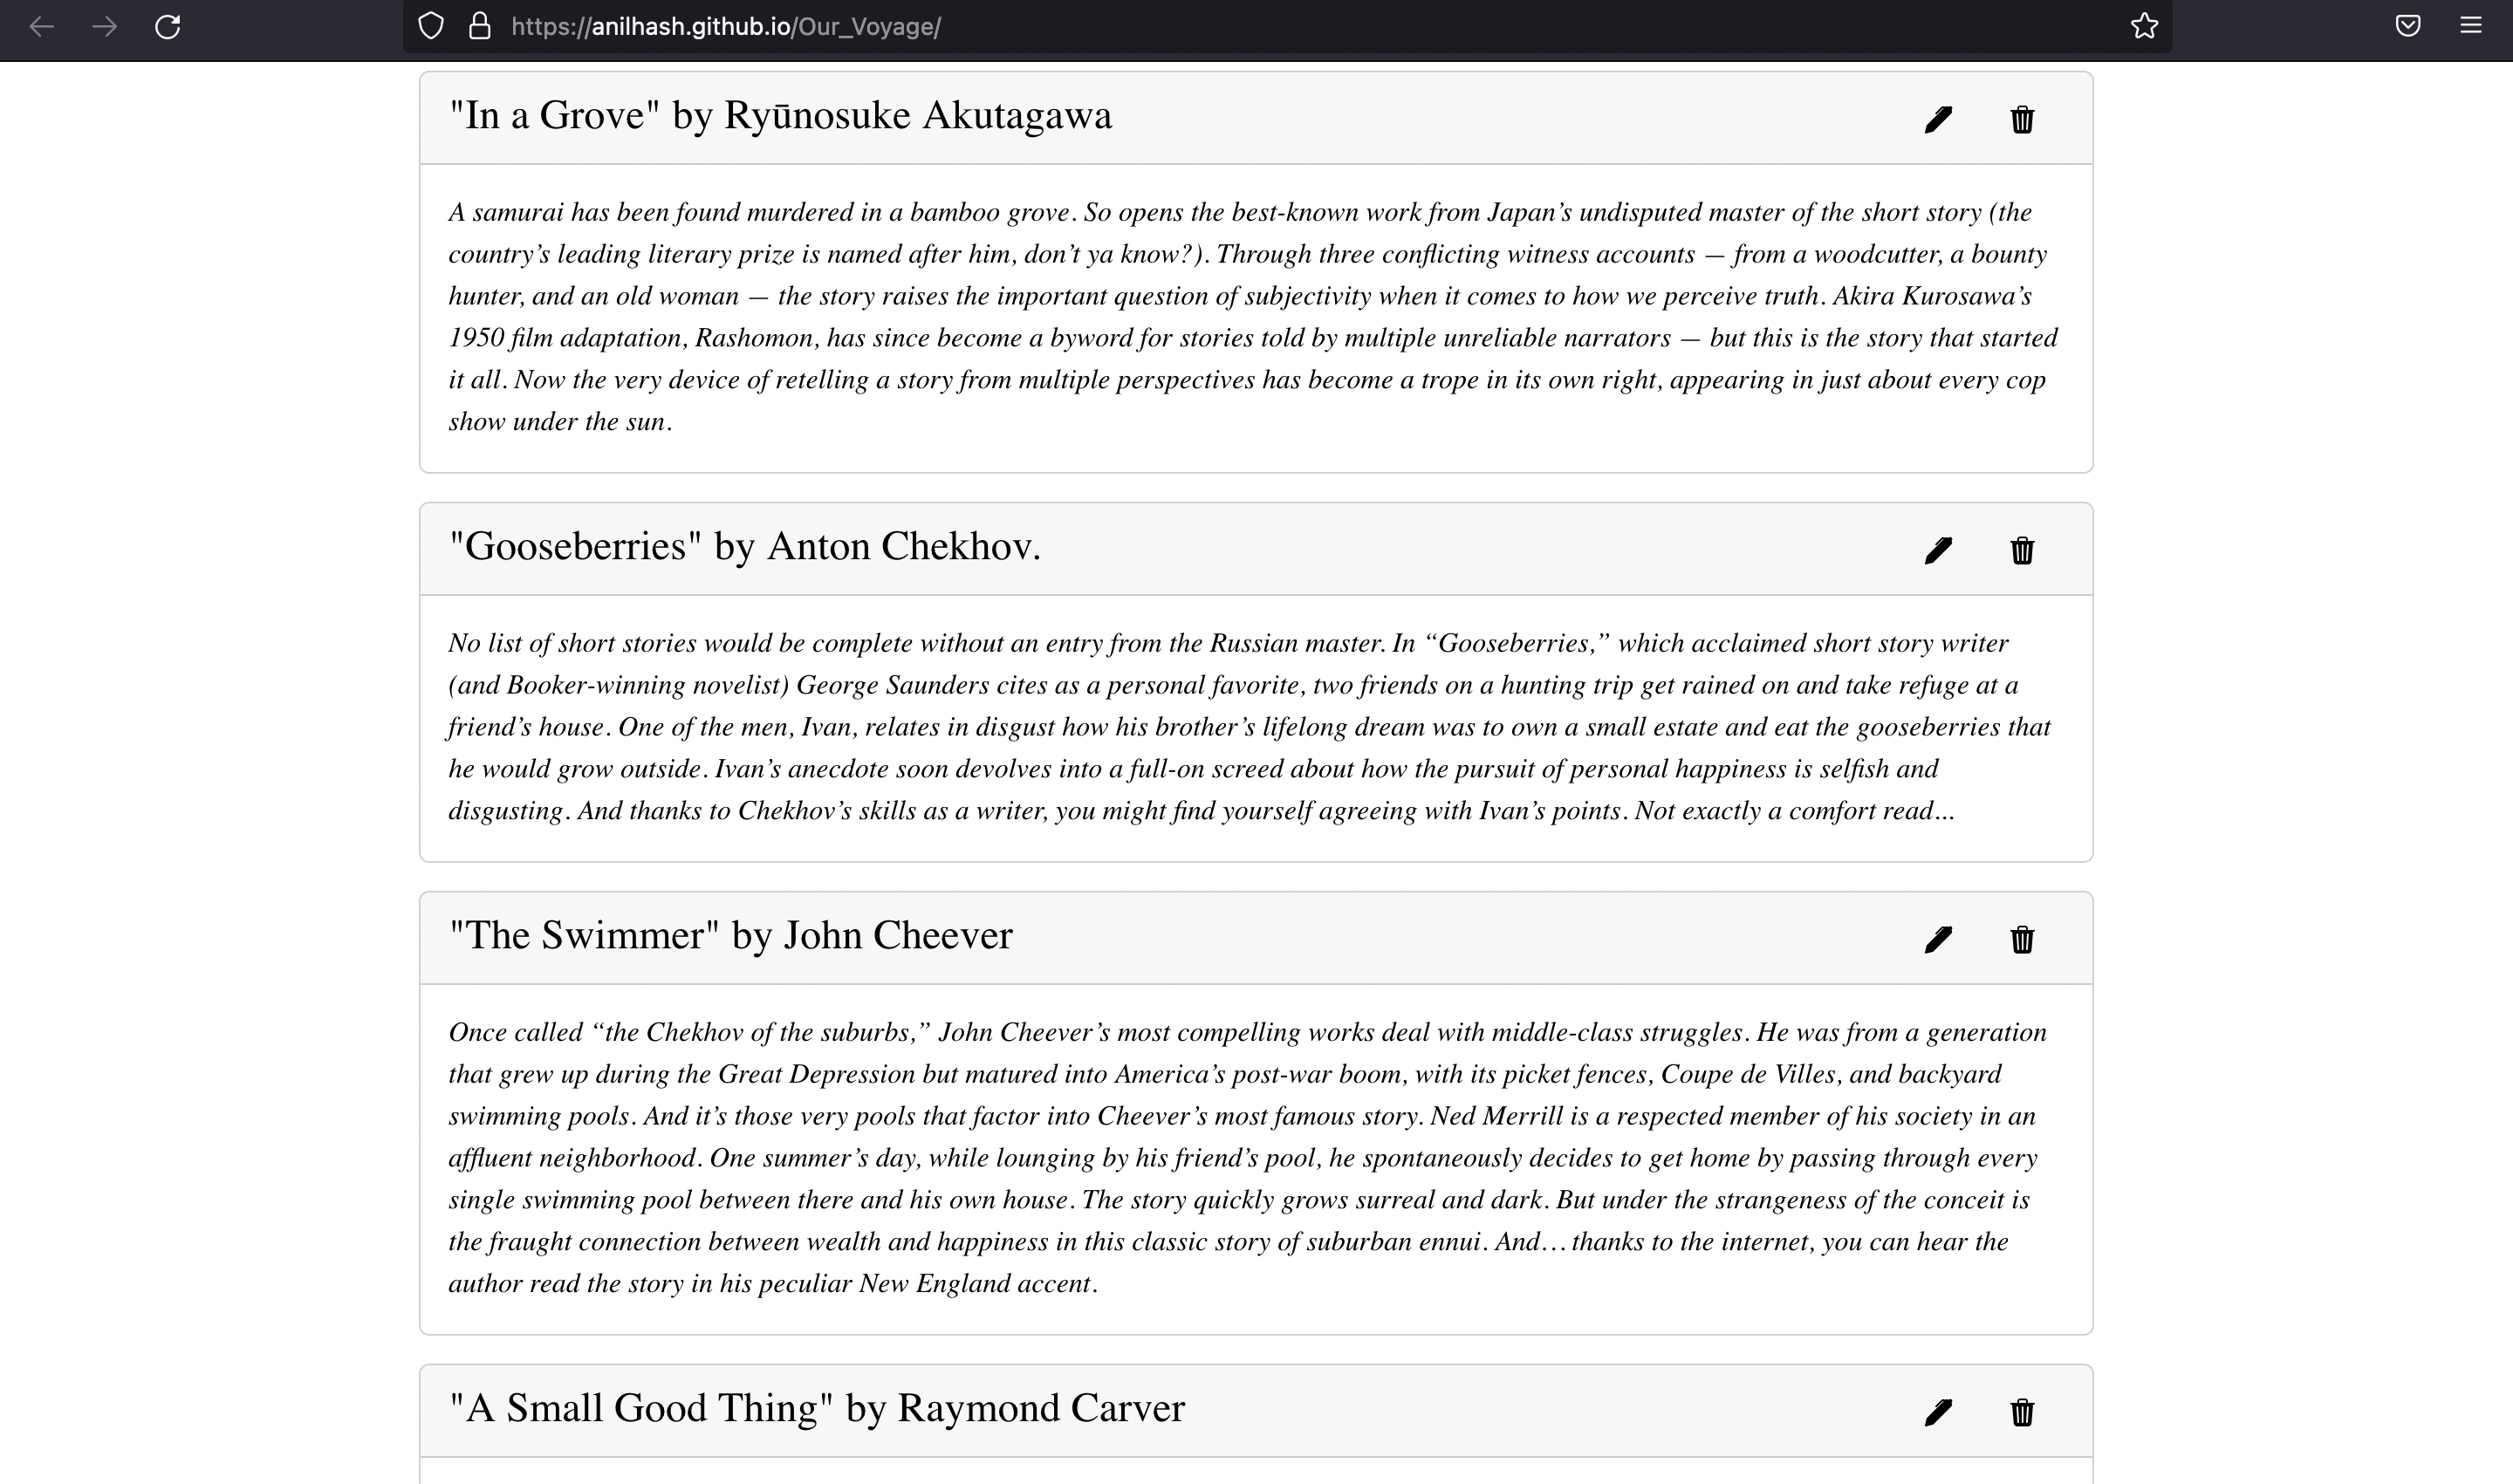 https://anilhash.github.io/Our_Voyage/
"In a Grove" by Ryūnosuke Akutagawa
A samurai has been found murdered in a bamboo grove. So opens the best-known work from Japan’s undisputed master of the short story (the
country’s leading literary prize is named after him, don’t ya know?). Through three conflicting witness accounts — from a woodcutter, a bounty
hunter, and an old woman — the story raises the important question of subjectivity when it comes to how we perceive truth. Akira Kurosawa’s
1950 film adaptation, Rashomon, has since become a byword for stories told by multiple unreliable narrators — but this is the story that started
it all. Now the very device of retelling a story from multiple perspectives has become a trope in its own right, appearing in just about every cop
show under the sun.
"Gooseberries" by Anton Chekhov.
No list of short stories would be complete without an entry from the Russian master. In “Gooseberries,” which acclaimed short story writer
(and Booker-winning novelist) George Saunders cites as a personal favorite, two friends on a hunting trip get rained on and take refuge at a
friend’s house. One of the men, Ivan, relates in disgust how his brother’s lifelong dream was to own a small estate and eat the gooseberries that
he would grow outside. Ivan’s anecdote soon devolves into a full-on screed about how the pursuit of personal happiness is selfish and
disgusting. And thanks to Chekhov’s skills as a writer, you might find yourself agreeing with Ivan’s points. Not exactly a comfort read...
"The Swimmer" by John Cheever
Once called “the Chekhov of the suburbs,” John Cheever’s most compelling works deal with middle-class struggles. He was from a generation
that grew up during the Great Depression but matured into America’s post-war boom, with its picket fences, Coupe de Villes, and backyard
swimming pools. And it’s those very pools that factor into Cheever’s most famous story. Ned Merrill is a respected member of his society in an
affluent neighborhood. One summer’s day, while lounging by his friend’s pool, he spontaneously decides to get home by passing through every
single swimming pool between there and his own house. The story quickly grows surreal and dark. But under the strangeness of the conceit is
the fraught connection between wealth and happiness in this classic story of suburban ennui. And… thanks to the internet, you can hear the
author read the story in his peculiar New England accent.
"A Small Good Thing" by Raymond Carver